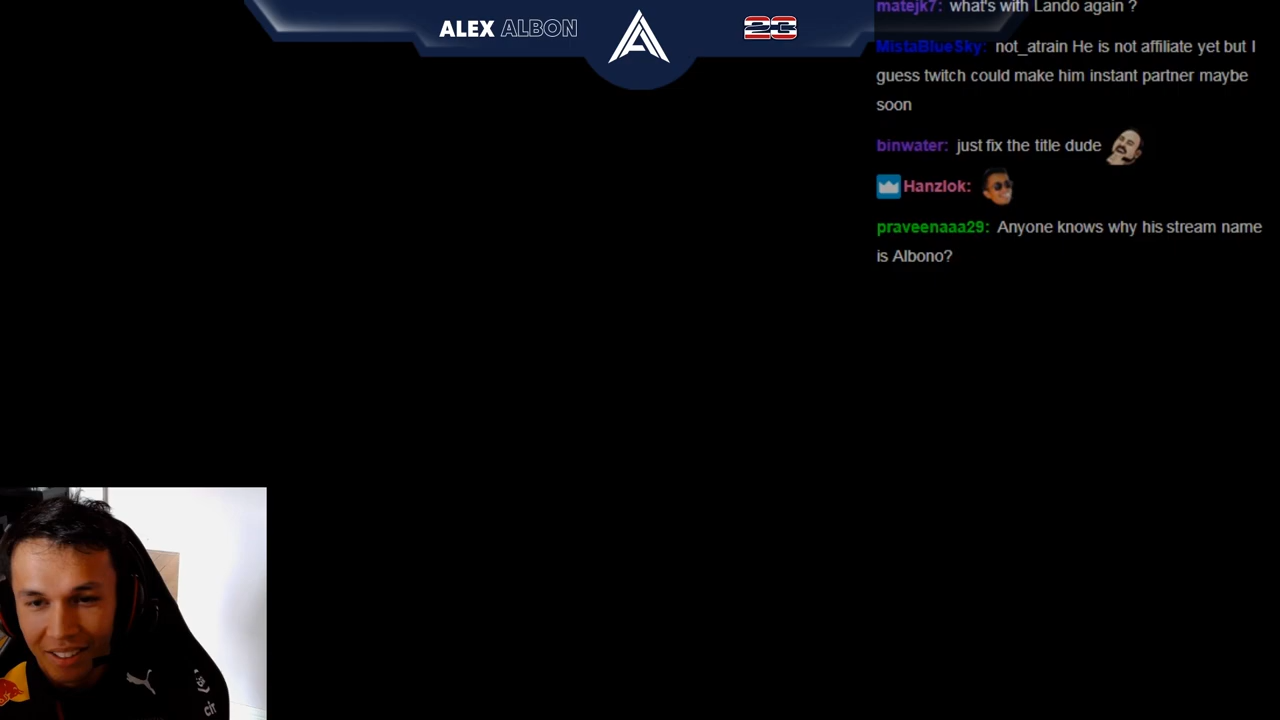 ALEX ALBON
23
matejk7: what's with Lando again ?
MistaBlueSky: not_atrain He is not affiliate yet but I
guess twitch could make him instant partner maybe
soon
binwater: just fix the title dude
Hanzlok:
praveenaaa29: Anyone knows why his stream name
is Albono?